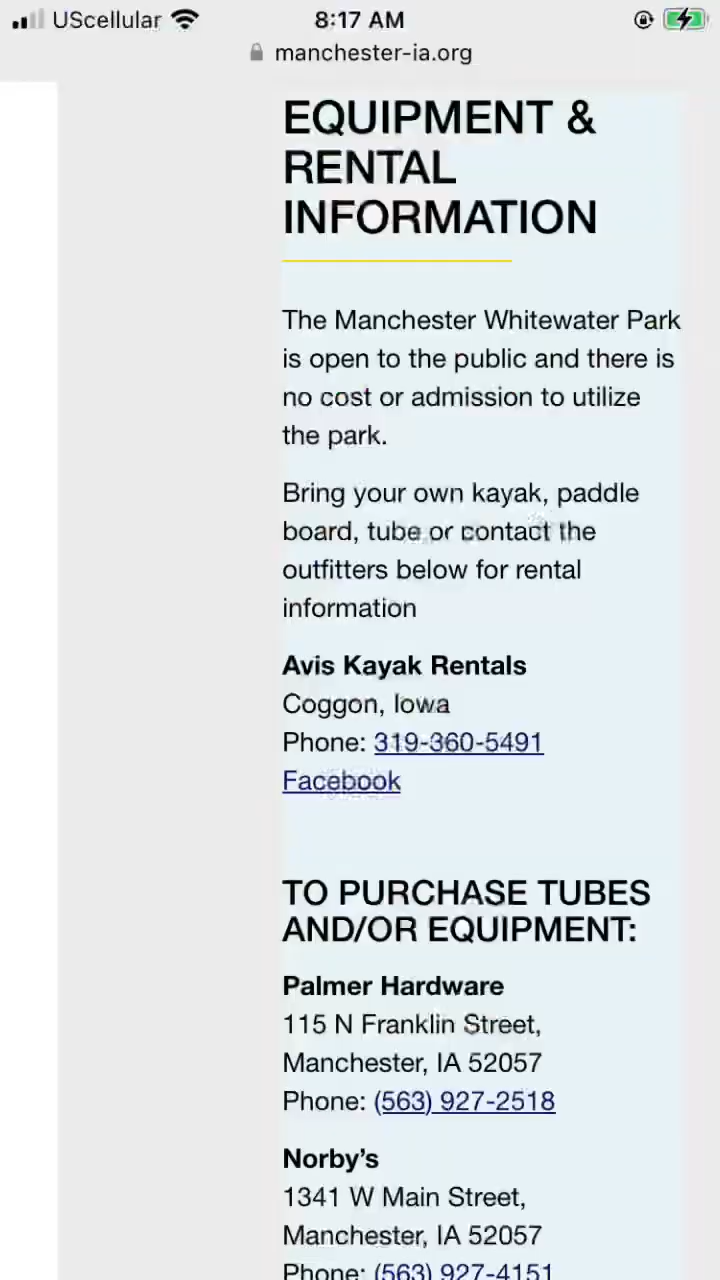 UScellular 8:17 AM
manchester-ia.org
EQUIPMENT &
RENTAL
INFORMATION
The Manchester Whitewater Park
is open to the public and there is
no cost or admission to utilize
the park.
Bring your own kayak, paddle
board, tube or contact the
outfitters below for rental
information
Avis Kayak Rentals
Coggon, Iowa
Phone: 319-360-5491
Facebook
TO PURCHASE TUBES
AND/OR EQUIPMENT:
Palmer Hardware
115 N Franklin Street,
Manchester, IA 52057
Phone: (563) 927-2518
Norby's
1341 W Main Street,
Manchester, IA 52057
Phone: (563) 927-4151